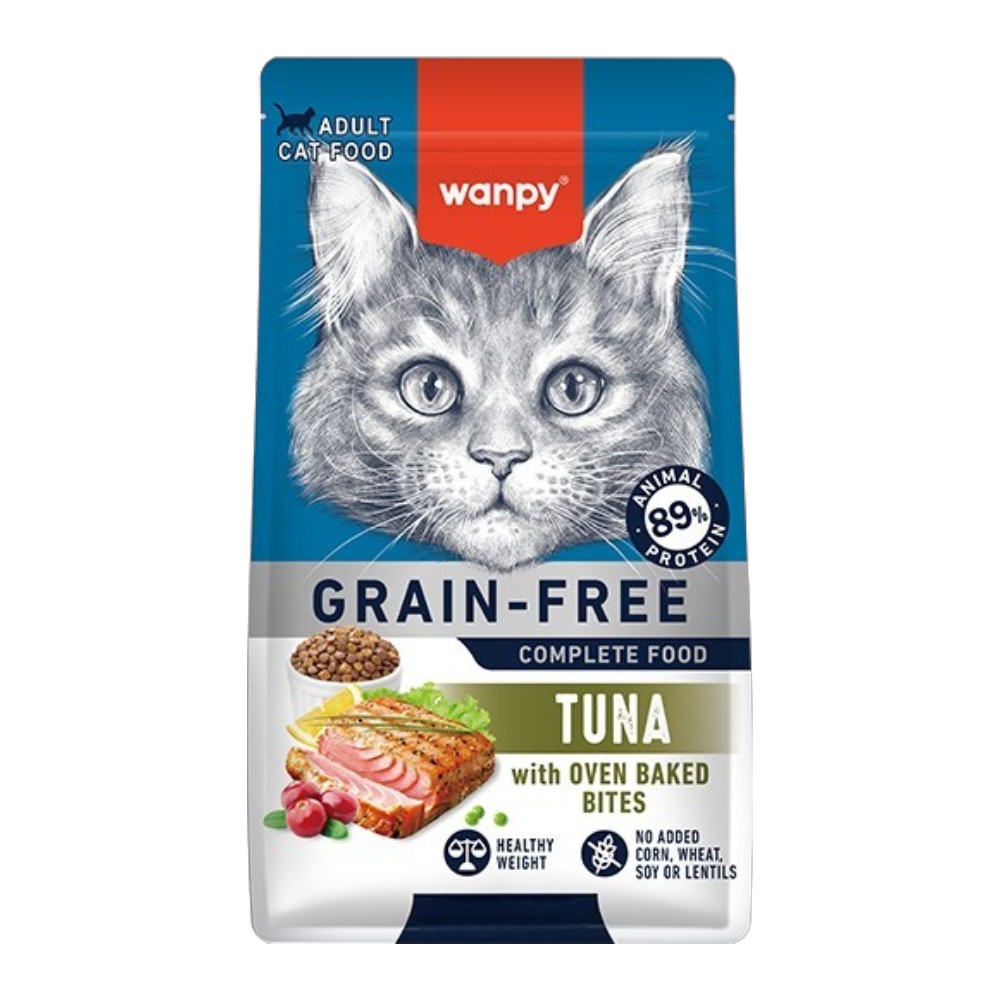 ADULT
CAT FOOD
wanpy®
ANIMAL
89%
PROTEIN
GRAIN-FREE
COMPLETE FOOD
TUNA
with OVEN BAKED
BITES
HEALTHY
WEIGHT
NO ADDED
CORN, WHEAT,
SOY OR LENTILS